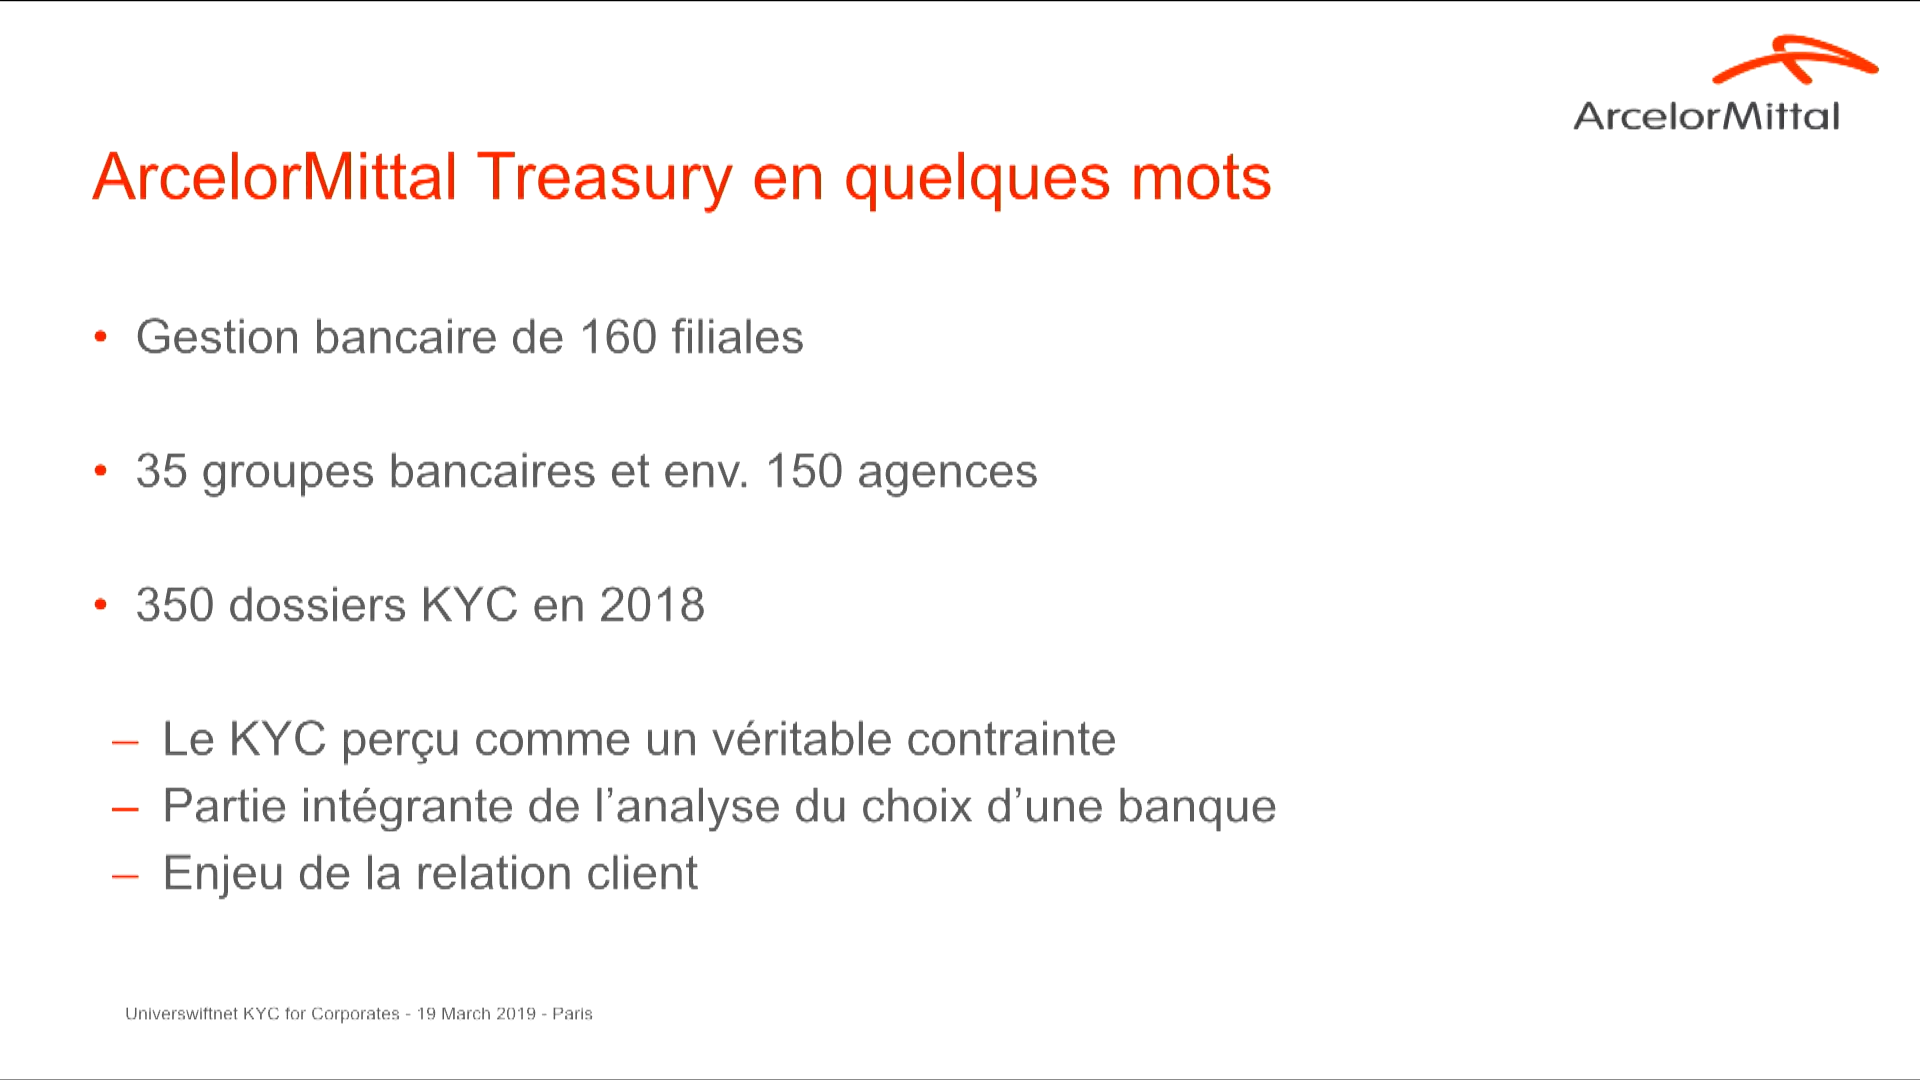 ArcelorMittal
ArcelorMittal Treasury en quelques mots
• Gestion bancaire de 160 filiales
• 35 groupes bancaires et env. 150 agences
• 350 dossiers KYC en 2018
– Le KYC perçu comme un véritable contrainte
– Partie intégrante de l’analyse du choix d’une banque
– Enjeu de la relation client
Universwiftnet KYC for Corporates - 19 March 2019 - Paris